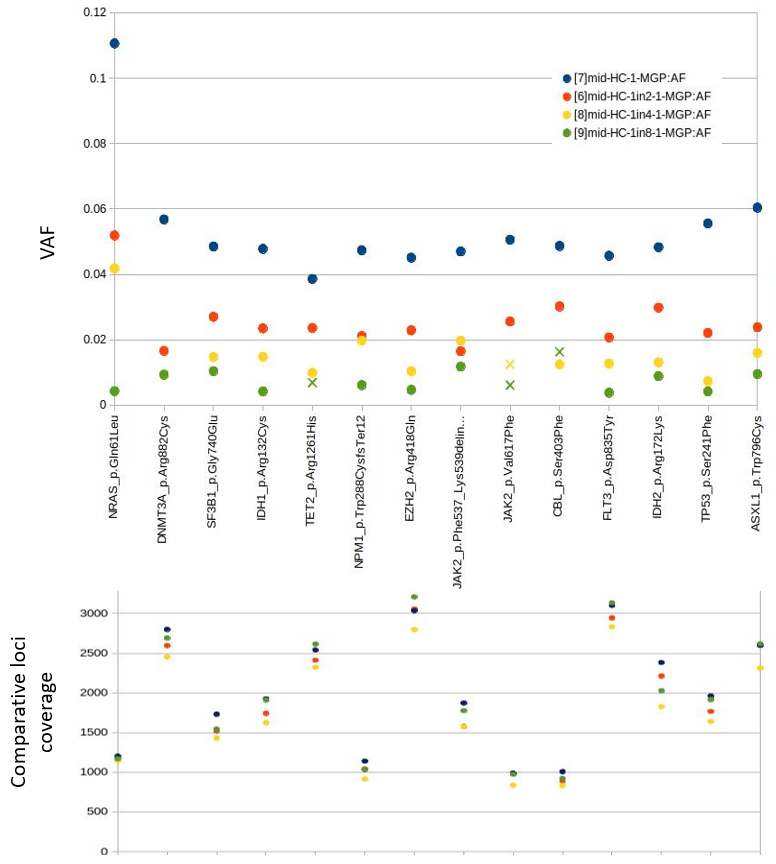 0.12
0.1
0.08
0.06
0.04
0.02
0
VAF
[7]mid-HC-1-MGP:AF
[6]mid-HC-1in2-1-MGP:AF
[8]mid-HC-1in4-1-MGP:AF
[9]mid-HC-1in8-1-MGP:AF
NRAS_p.Gln61Leu
DNMT3A_p.Arg882Cys
SF3B1_p.Gly740Glu
IDH1_p.Arg132Cys
TET2_p.Arg1261His
NPM1_p.Trp288CysfsTer12
EZH2_p.Arg418Gln
JAK2_p.Phe537_Lys539delin...
JAK2_p.Val617Phe
CBL_p.Ser403Phe
FLT3_p.Asp835Tyr
IDH2_p.Arg172Lys
TP53_p.Ser241Phe
ASXL1_p.Trp796Cys
Comparative loci
coverage
3000
2500
2000
1500
1000
500
0